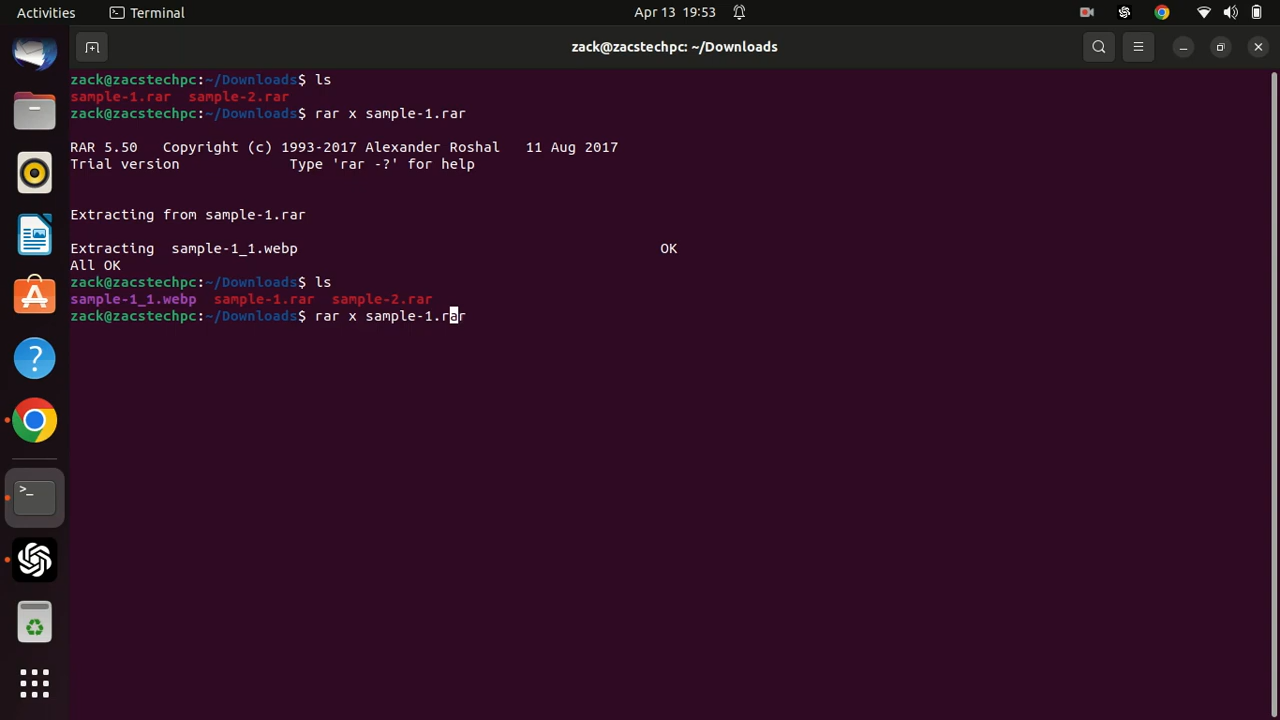 Activities Terminal Apr 13 19:53
zack@zacstechpc: ~/Downloads
zack@zacstechpc:~/Downloads$ ls
sample-1.rar sample-2.rar
zack@zacstechpc:~/Downloads$ rar x sample-1.rar
RAR 5.50 Copyright (c) 1993-2017 Alexander Roshal 11 Aug 2017
Trial version Type 'rar -?' for help
Extracting from sample-1.rar
Extracting sample-1_1.webp OK
All OK
zack@zacstechpc:~/Downloads$ ls
sample-1_1.webp sample-1.rar sample-2.rar
zack@zacstechpc:~/Downloads$ rar x sample-1.rar